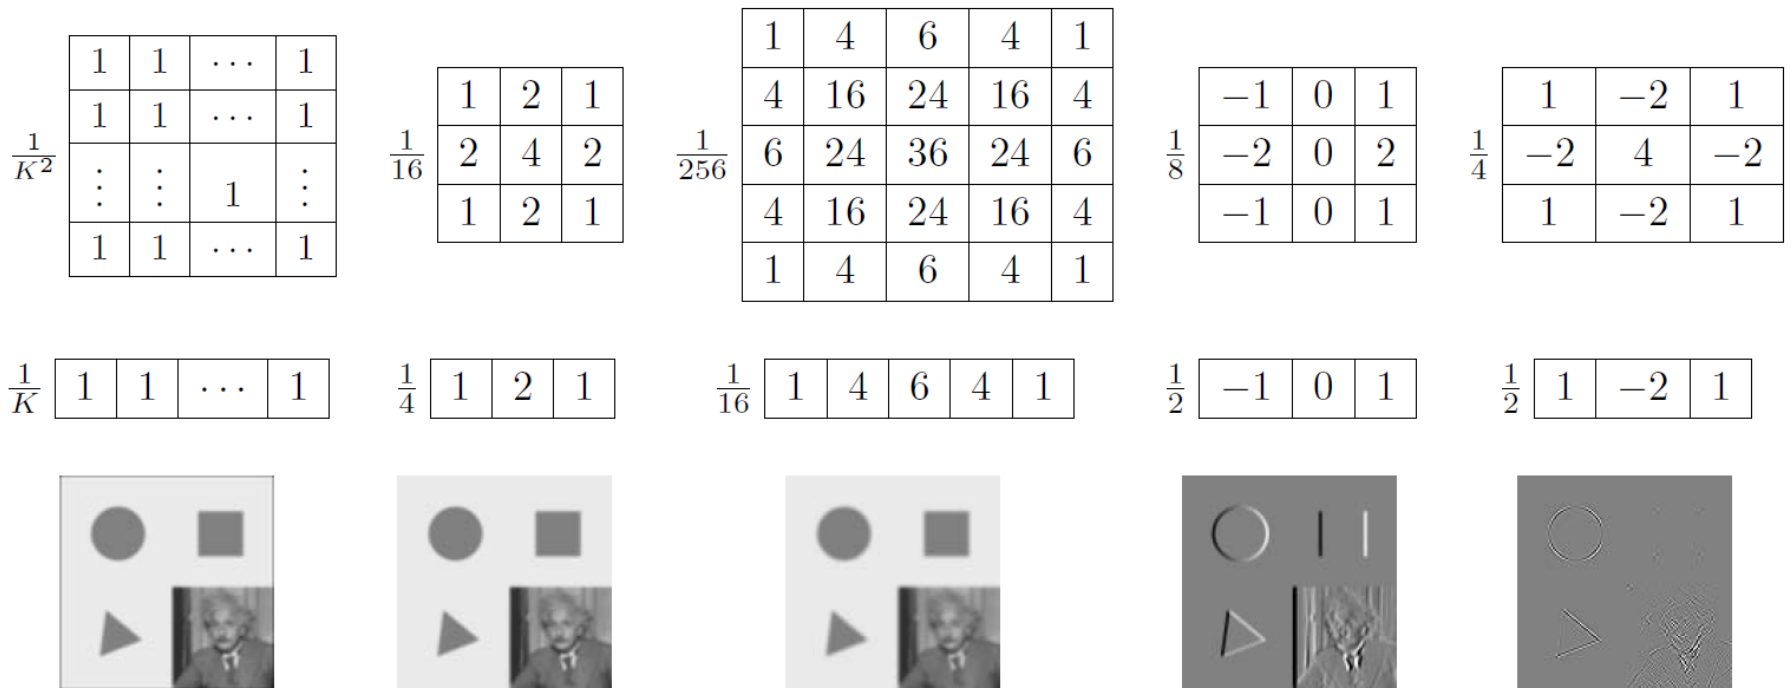 1/K²
1 1 ⋯ 1
1 1 ⋯ 1
⋮ ⋮ 1 ⋮
1 1 ⋯ 1
1/16
1 2 1
2 4 2
1 2 1
1/256
1 4 6 4 1
4 16 24 16 4
6 24 36 24 6
4 16 24 16 4
1 4 6 4 1
1/8
−1 0 1
−2 0 2
−1 0 1
1/4
1 −2 1
−2 4 −2
1 −2 1
1/K 1 1 ⋯ 1
1/4 1 2 1
1/16 1 4 6 4 1
1/2 −1 0 1
1/2 1 −2 1